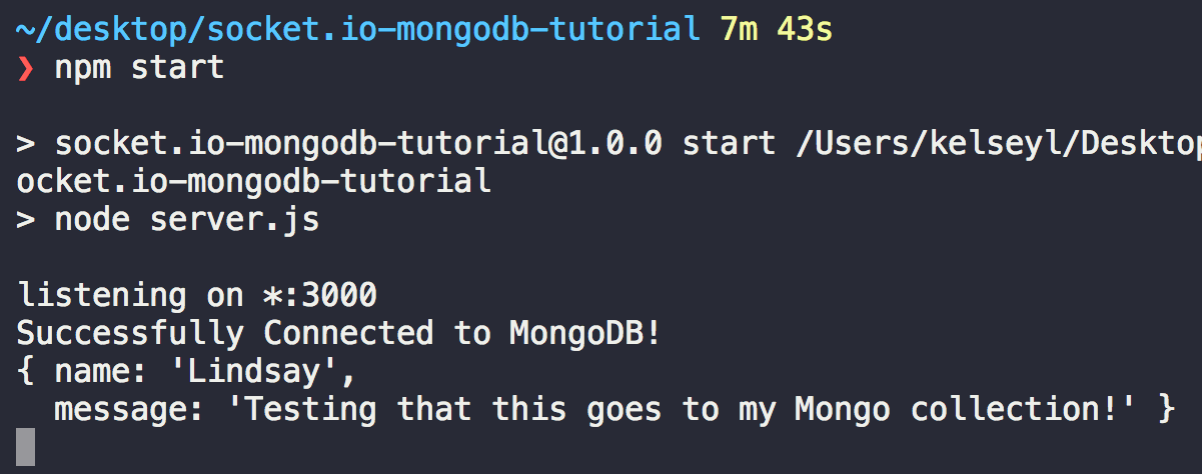 ~/desktop/socket.io-mongodb-tutorial 7m 43s
❯ npm start
> socket.io-mongodb-tutorial@1.0.0 start /Users/kelseyl/Desktop
ocket.io-mongodb-tutorial
> node server.js
listening on *:3000
Successfully Connected to MongoDB!
{ name: 'Lindsay',
message: 'Testing that this goes to my Mongo collection!' }